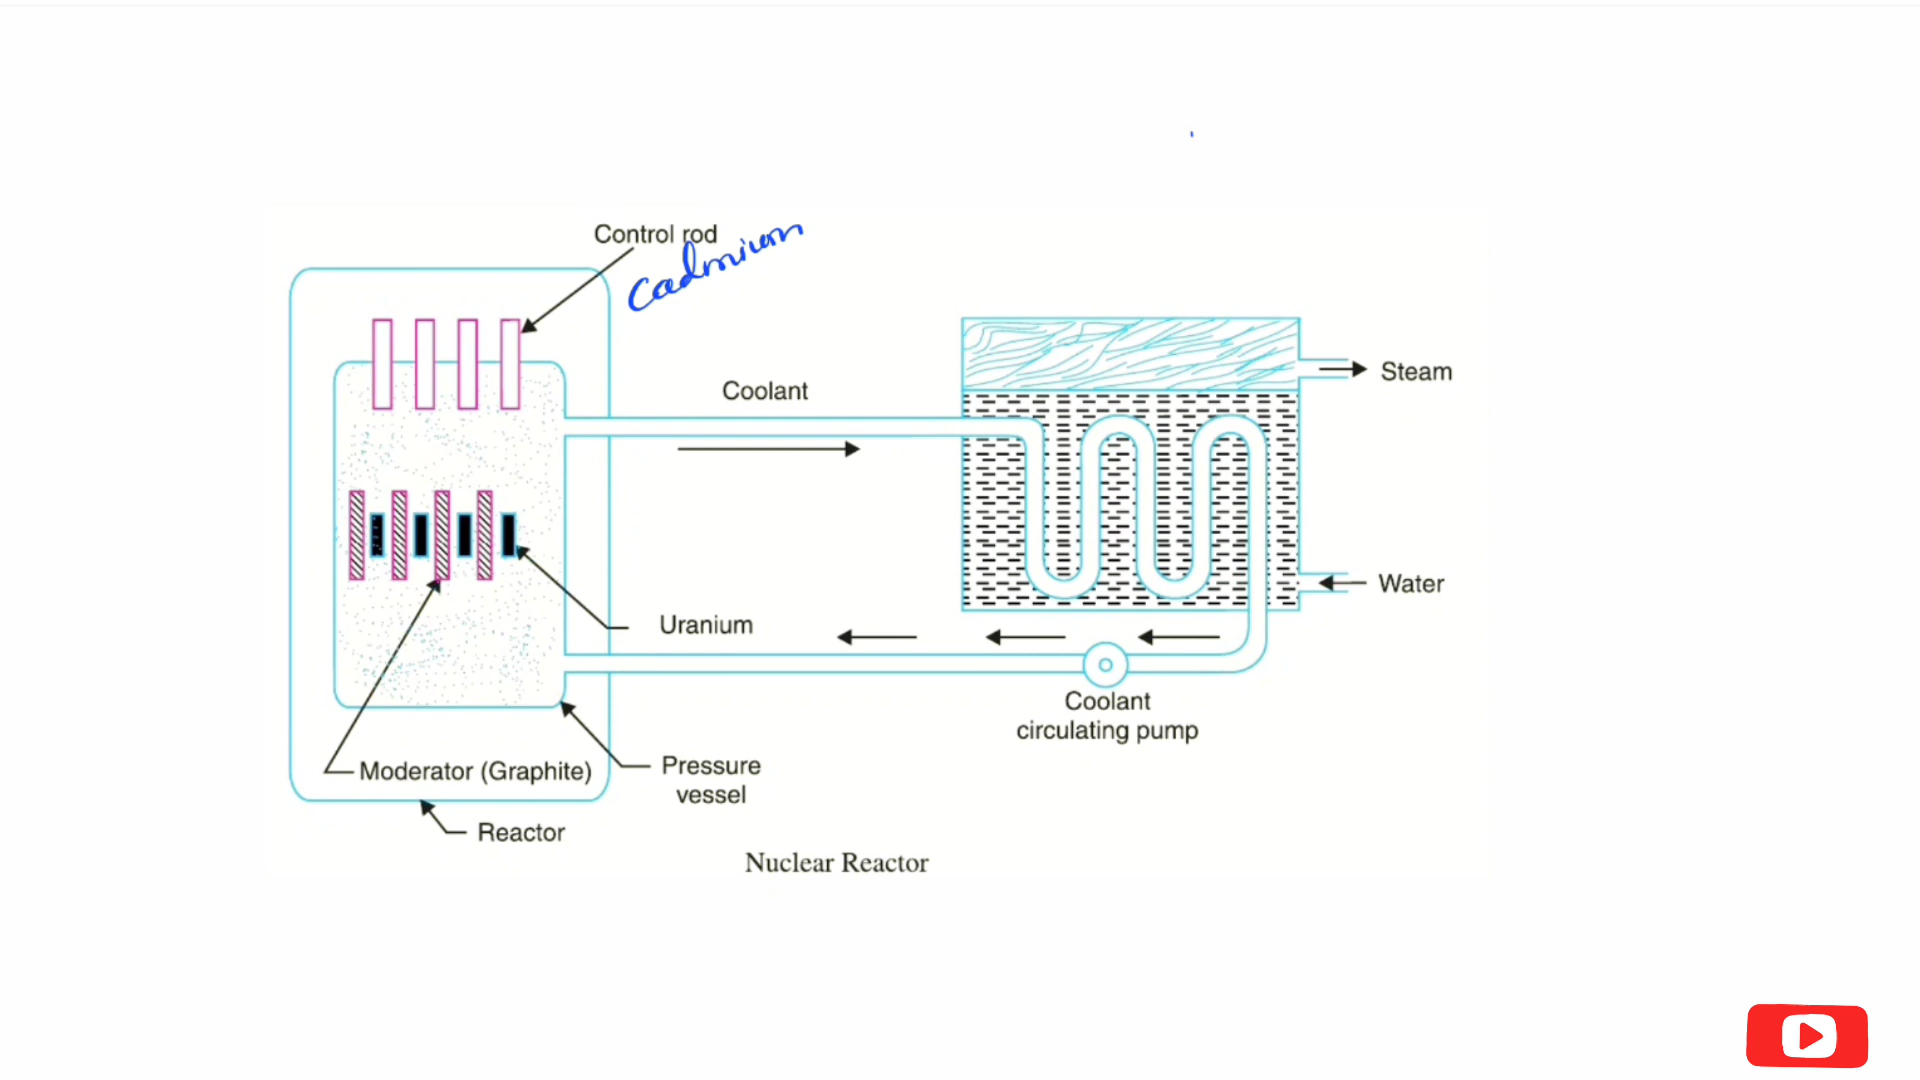 Control rod
Cadmium
Coolant
Steam
Water
Uranium
Coolant
circulating pump
Moderator (Graphite)
Pressure
vessel
Reactor
Nuclear Reactor